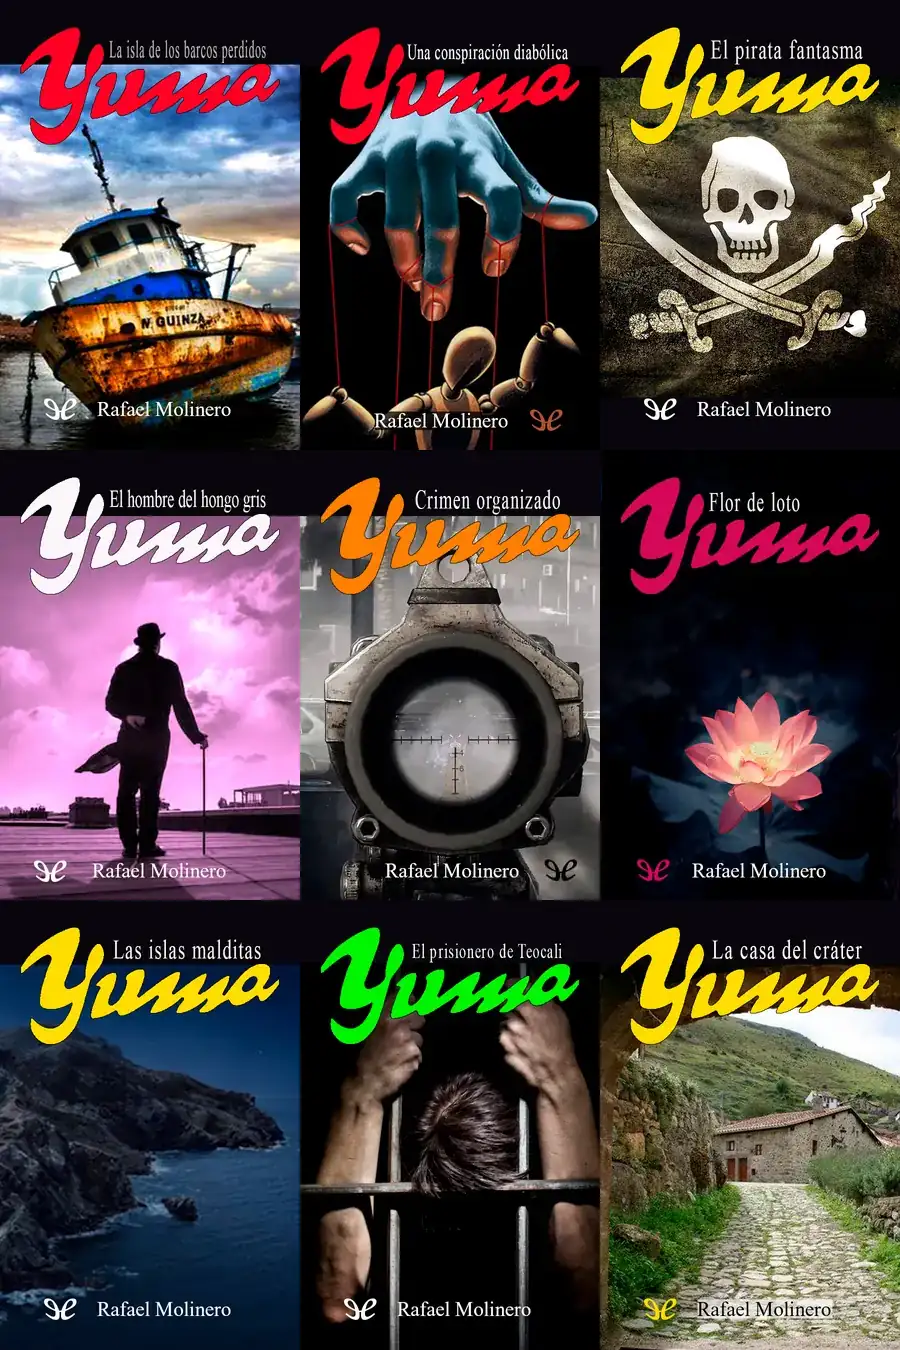 La isla de los barcos perdidos
Yuma
Nª GUINZA
Rafael Molinero
Una conspiración diabólica
Yuma
Rafael Molinero
El pirata fantasma
Yuma
Rafael Molinero
El hombre del hongo gris
Yuma
Rafael Molinero
Crimen organizado
Yuma
Rafael Molinero
Flor de loto
Yuma
Rafael Molinero
Las islas malditas
Yuma
Rafael Molinero
El prisionero de Teocali
Yuma
Rafael Molinero
La casa del cráter
Yuma
Rafael Molinero